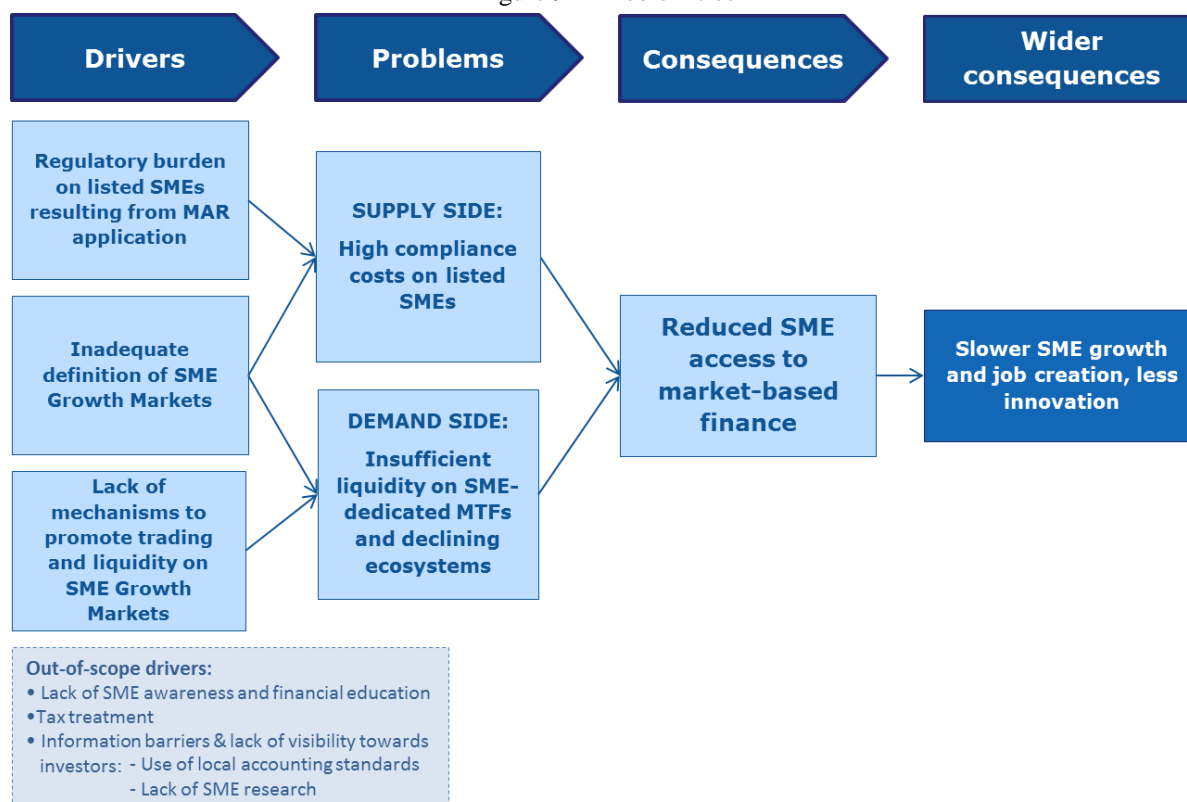 Drivers
Problems
Consequences
Wider
consequences
Regulatory burden
on listed SMEs
resulting from MAR
application
Inadequate
definition of SME
Growth Markets
Lack of
mechanisms to
promote trading
and liquidity on
SME Growth
Markets
SUPPLY SIDE:
High compliance
costs on listed
SMEs
DEMAND SIDE:
Insufficient
liquidity on SME-
dedicated MTFs
and declining
ecosystems
Reduced SME
access to
market-based
finance
Slower SME growth
and job creation, less
innovation
Out-of-scope drivers:
• Lack of SME awareness and financial education
•Tax treatment
• Information barriers & lack of visibility towards
investors: - Use of local accounting standards
- Lack of SME research